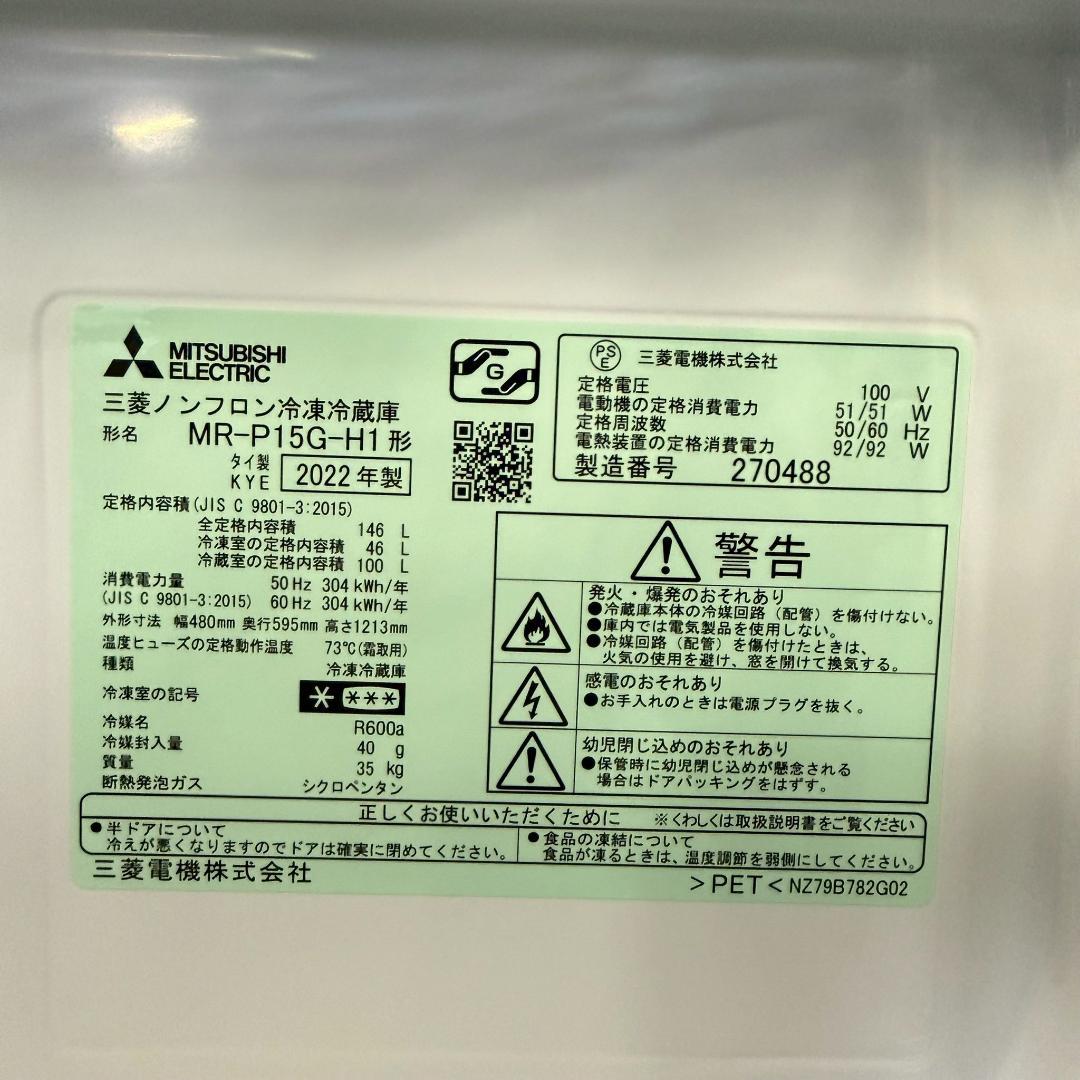 MITSUBISHI
ELECTRIC
三菱ノンフロン冷凍冷蔵庫
形名 MR-P15G-H1形
タイ製
KYE
2022年製
定格内容積(JIS C 9801-3:2015)
全定格内容積 146 L
冷凍室の定格内容積 46 L
冷蔵室の定格内容積 100 L
消費電力量 50Hz 304kWh/年
(JIS C 9801-3:2015) 60Hz 304kWh/年
外形寸法 幅480mm 奥行595mm 高さ1213mm
温度ヒューズの定格動作温度 73℃(霜取用)
種類 冷凍冷蔵庫
冷凍室の記号 * ***
冷媒名 R600a
冷媒封入量 40 g
質量 35 kg
断熱発泡ガス シクロペンタン
G
PSE 三菱電機株式会社
定格電圧 100 V
電動機の定格消費電力 51/51 W
定格周波数 50/60 Hz
電熱装置の定格消費電力 92/92 W
製造番号 270488
警告
発火・爆発のおそれあり
●冷蔵庫本体の冷媒回路(配管)を傷付けない。
●庫内では電気製品を使用しない。
●冷媒回路(配管)を傷付けたときは、
火気の使用を避け、窓を開けて換気する。
感電のおそれあり
●お手入れのときは電源プラグを抜く。
幼児閉じ込めのおそれあり
●保管時に幼児閉じ込めが懸念される
場合はドアパッキングをはずす。
正しくお使いいただくために ※くわしくは取扱説明書をご覧ください
●半ドアについて
冷えが悪くなりますのでドアは確実に閉めてください。
●食品の凍結について
食品が凍るときは、温度調節を弱側にしてください。
三菱電機株式会社
>PET< NZ79B782G02